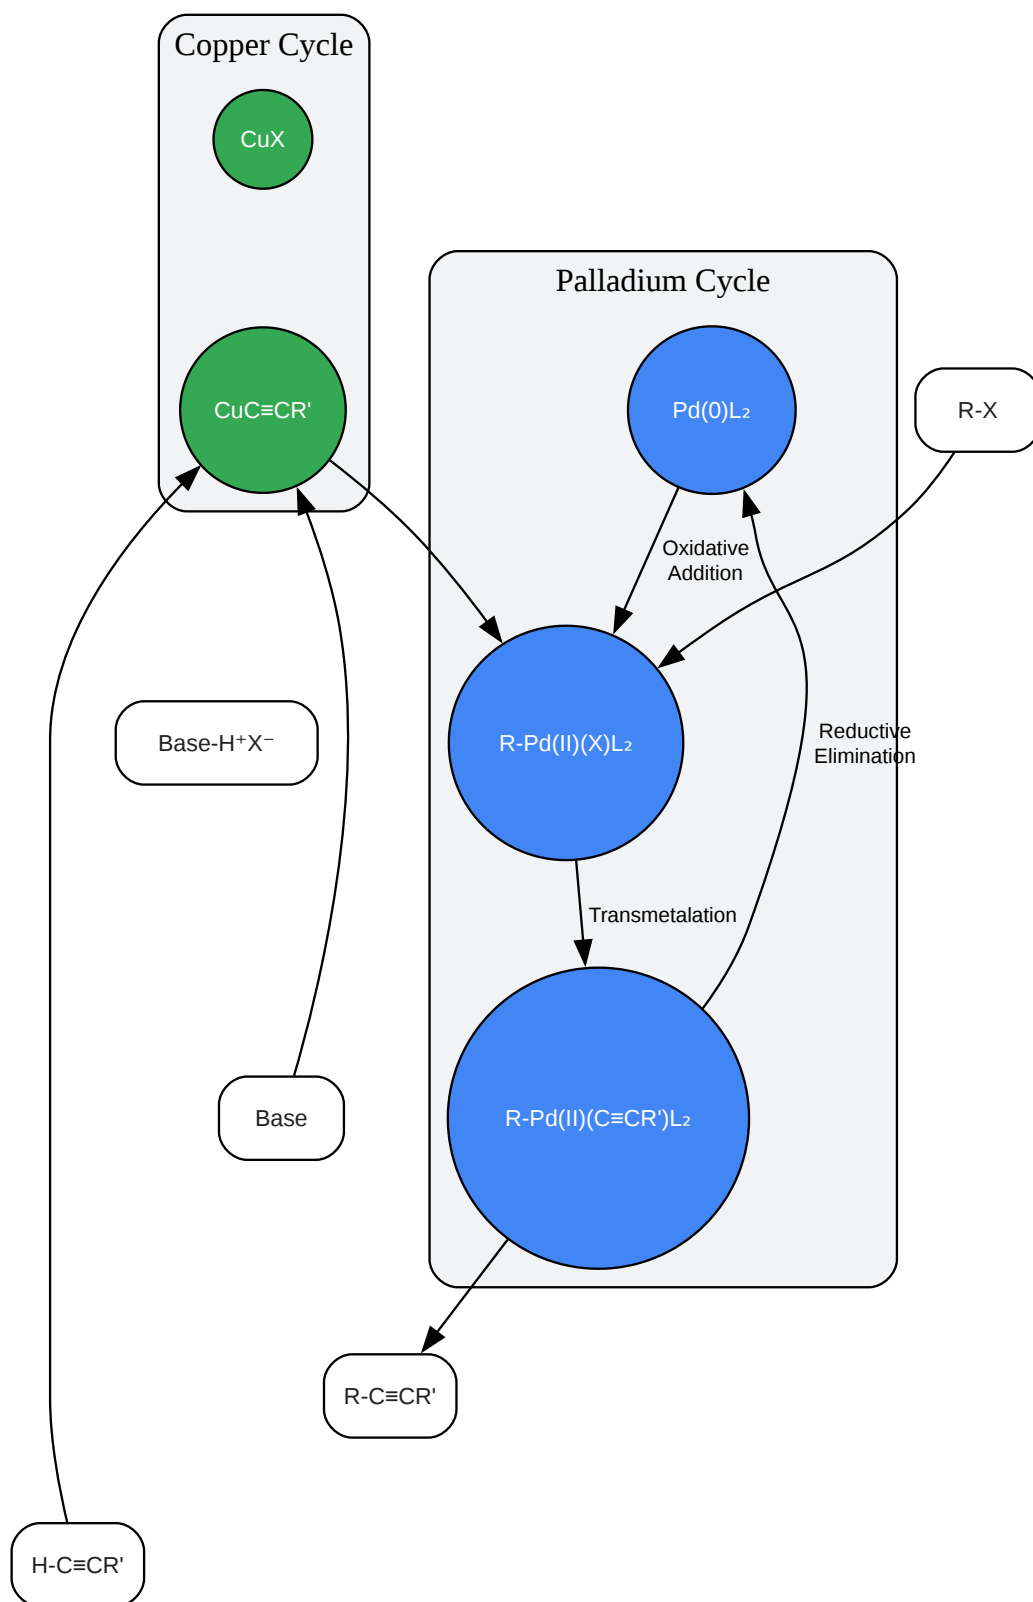 Copper Cycle
CuX
Palladium Cycle
CuC≡CR'
Pd(0)L₂
R-X
Oxidative
Addition
Base-H⁺X⁻
R-Pd(II)(X)L₂
Reductive
Elimination
Transmetalation
Base
R-Pd(II)(C≡CR')L₂
R-C≡CR'
H-C≡CR'